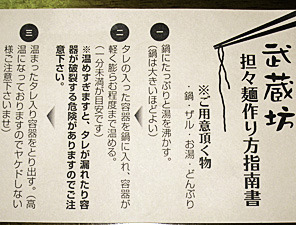 武蔵坊
担々麺作り方指南書
※ご用意頂く物
・鍋・ザル・お湯・どんぶり
一
鍋にたっぷりと湯を沸かす。
(鍋は大きいほどよい)
二
タレの入った容器を鍋に入れ、容器が
軽く膨らむ程度まで温める。
(一分未満が目安です)
※温めすぎますと、タレが漏れたり容
器が破裂する危険がありますのでご注
意下さい。
三
温まったタレ入り容器をとり出す。(高
温になっておりますのでヤケドしない
様ご注意下さいませ)